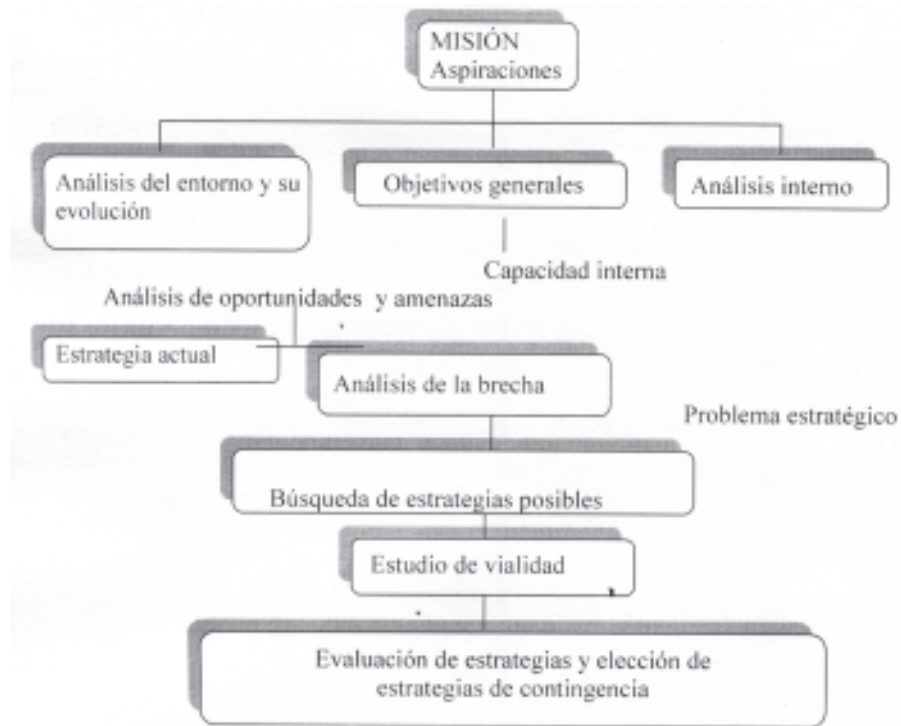 MISIÓN
Aspiraciones
Análisis del entorno y su
evolución
Objetivos generales
Análisis interno
Capacidad interna
Análisis de oportunidades y amenazas
Estrategia actual
Análisis de la brecha
Problema estratégico
Búsqueda de estrategias posibles
Estudio de vialidad
Evaluación de estrategias y elección de
estrategias de contingencia